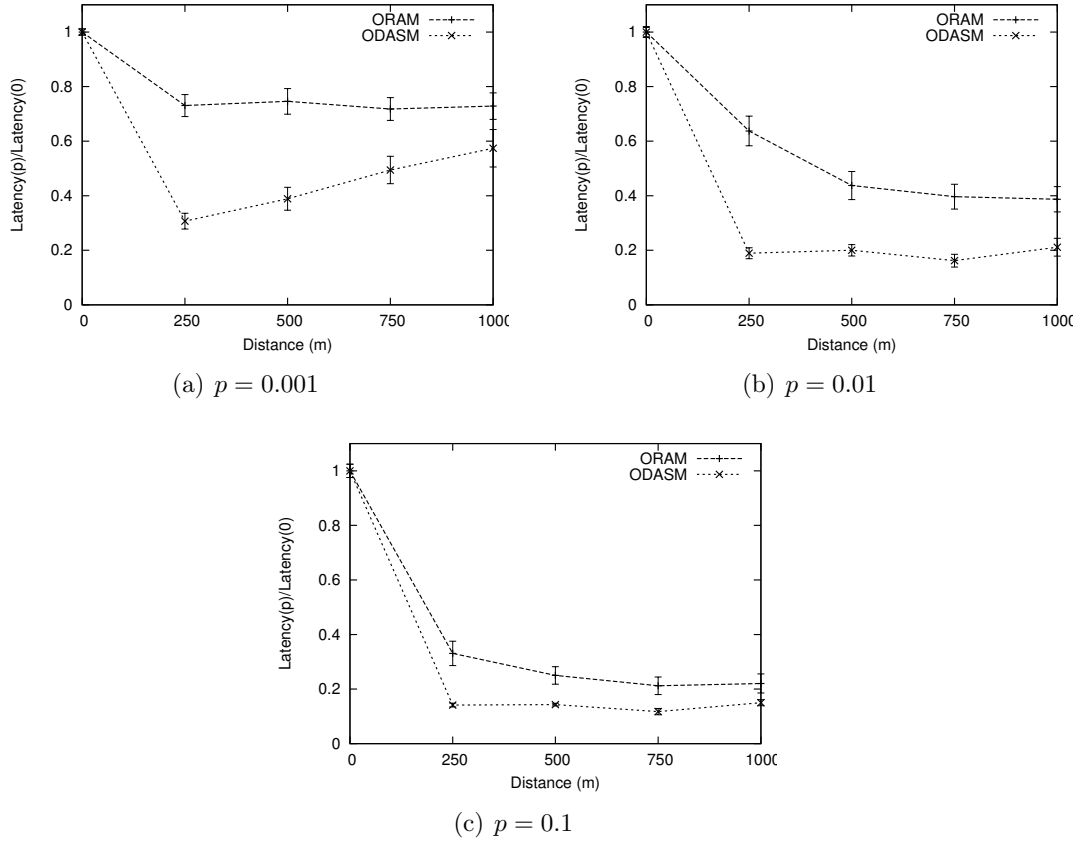 ORAM
ODASM
1
0.8
0.6
0.4
0.2
0
Latency(p)/Latency(0)
0 250 500 750 1000
Distance (m)
(a) p = 0.001
ORAM
ODASM
1
0.8
0.6
0.4
0.2
0
Latency(p)/Latency(0)
0 250 500 750 1000
Distance (m)
(b) p = 0.01
ORAM
ODASM
1
0.8
0.6
0.4
0.2
0
Latency(p)/Latency(0)
0 250 500 750 1000
Distance (m)
(c) p = 0.1